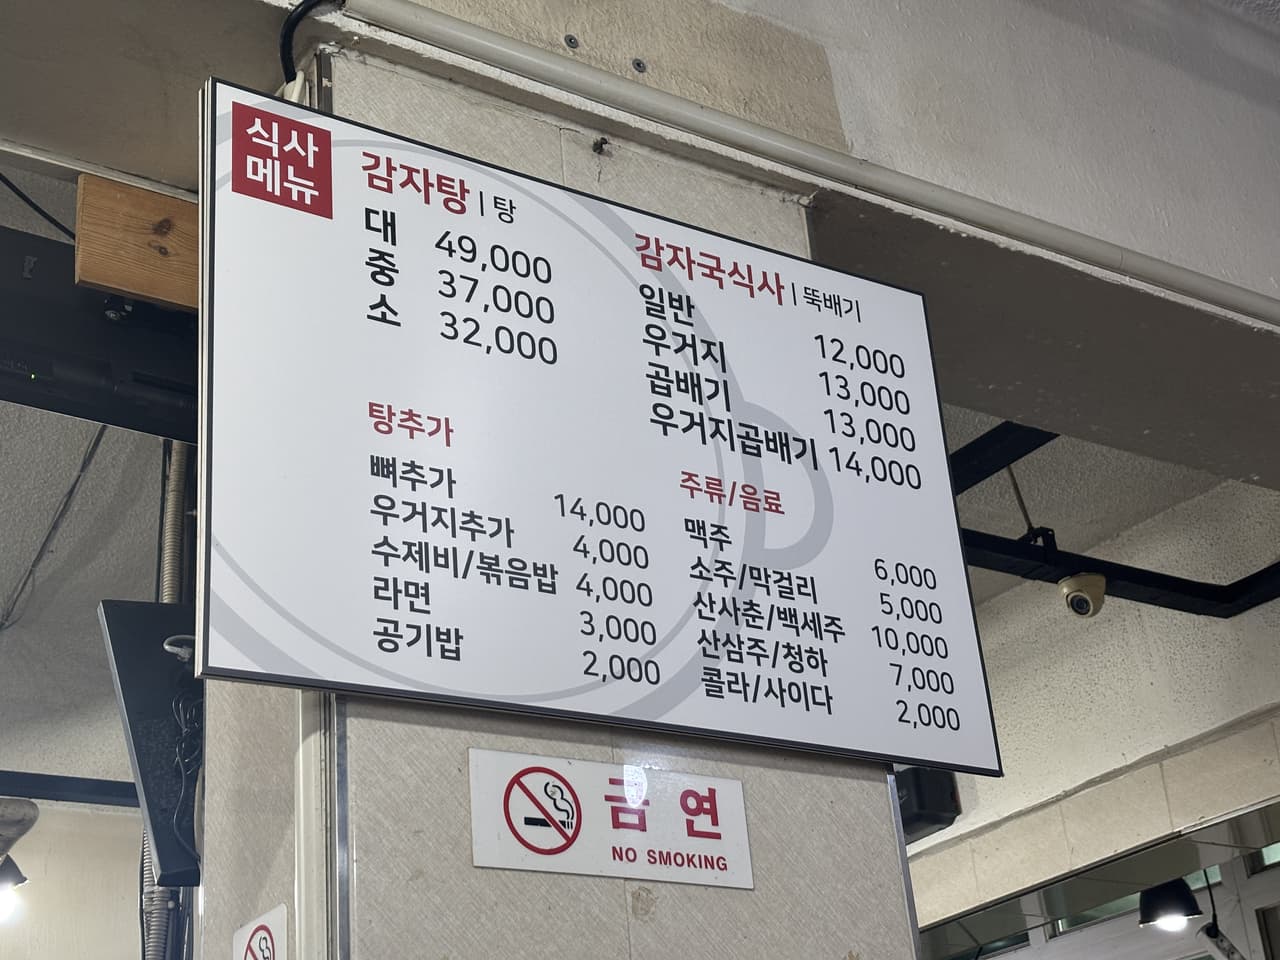 식사
메뉴
감자탕 | 탕
대 49,000
중 37,000
소 32,000
탕추가
뼈추가 14,000
우거지추가 4,000
수제비/볶음밥 4,000
라면 3,000
공기밥 2,000
감자국식사 | 뚝배기
일반 12,000
우거지 13,000
곱배기 13,000
우거지곱배기 14,000
주류/음료
맥주 6,000
소주/막걸리 5,000
산사춘/백세주 10,000
산삼주/청하 7,000
콜라/사이다 2,000
금연
NO SMOKING